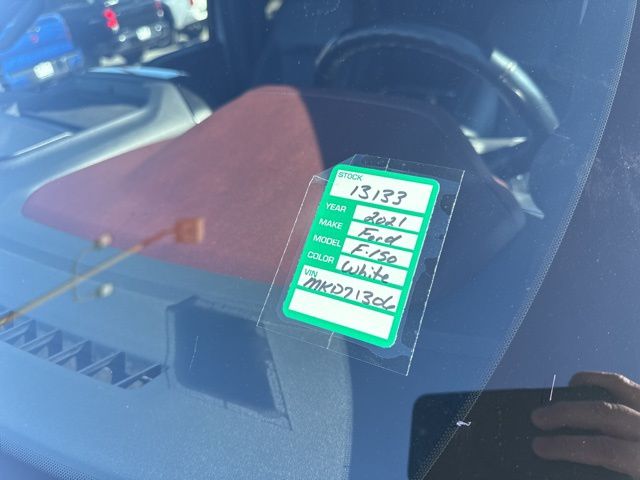 STOCK
13133
YEAR 2021
MAKE Ford
MODEL F-150
COLOR White
VIN
MKD71306